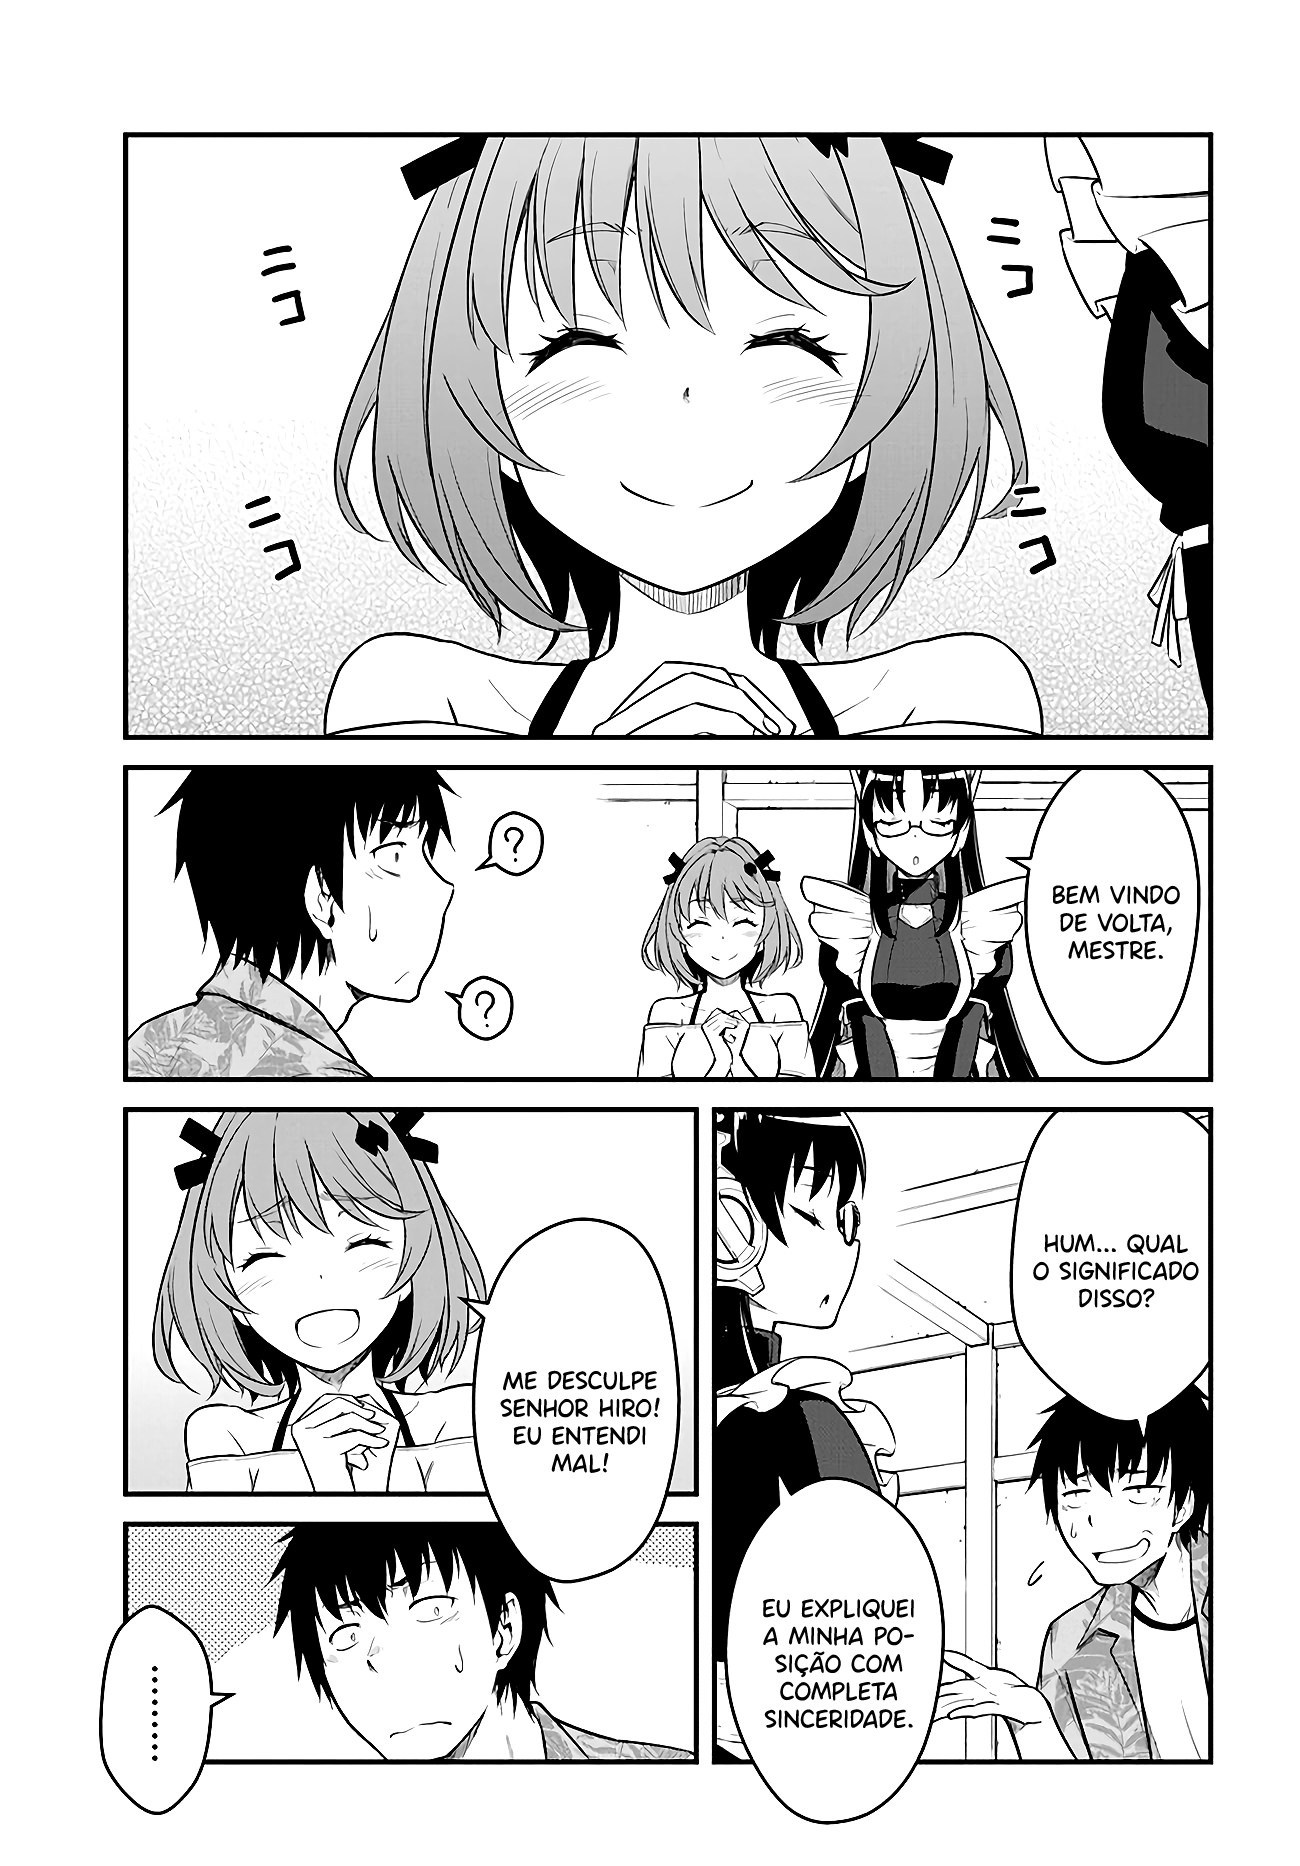 ニコ
ニコ
ニコ
ニコ
BEM VINDO
DE VOLTA,
MESTRE.
?
?
HUM... QUAL
O SIGNIFICADO
DISSO?
EU EXPLIQUEI
A MINHA PO-
SIÇÃO COM
COMPLETA
SINCERIDADE.
ME DESCULPE
SENHOR HIRO!
EU ENTENDI
MAL!
.........